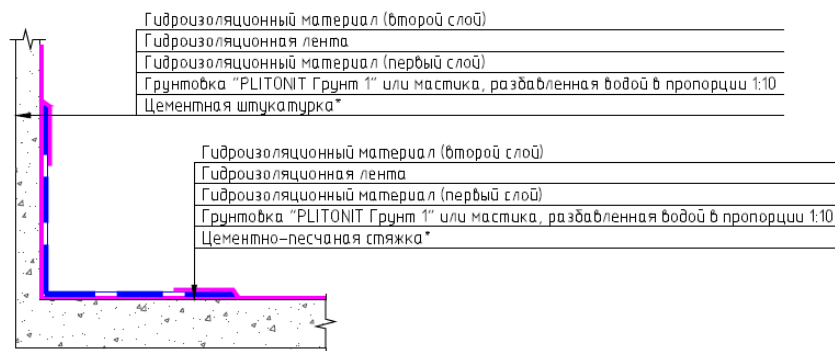 Гидроизоляционный материал (второй слой)
Гидроизоляционная лента
Гидроизоляционный материал (первый слой)
Грунтовка "PLITONIT Грунт 1" или мастика, разбавленная водой в пропорции 1:10
Цементная штукатурка*
Гидроизоляционный материал (второй слой)
Гидроизоляционная лента
Гидроизоляционный материал (первый слой)
Грунтовка "PLITONIT Грунт 1" или мастика, разбавленная водой в пропорции 1:10
Цементно-песчаная стяжка*